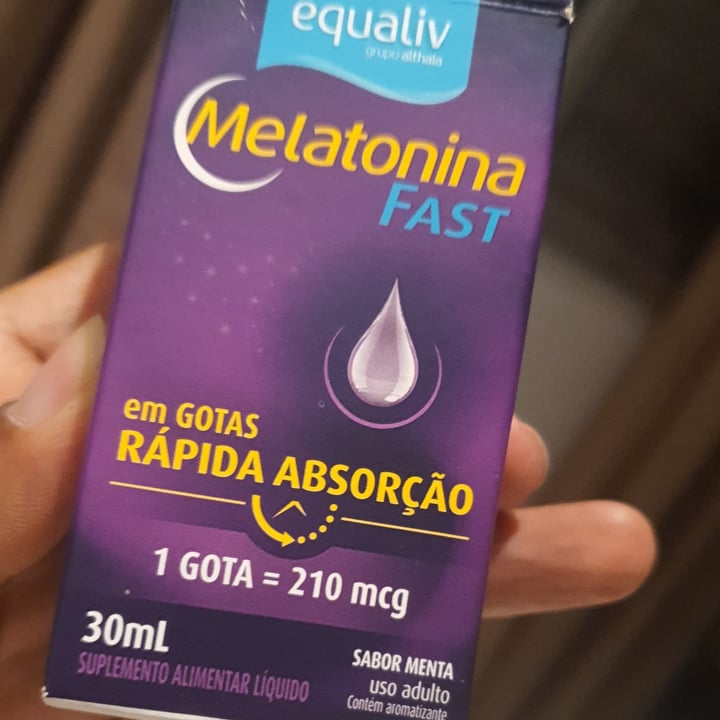 equaliv
grupo althaia
Melatonina
FAST
em GOTAS
RÁPIDA ABSORÇÃO
1 GOTA = 210 mcg
30mL
SUPLEMENTO ALIMENTAR LÍQUIDO
SABOR MENTA
uso adulto
Contém aromatizante